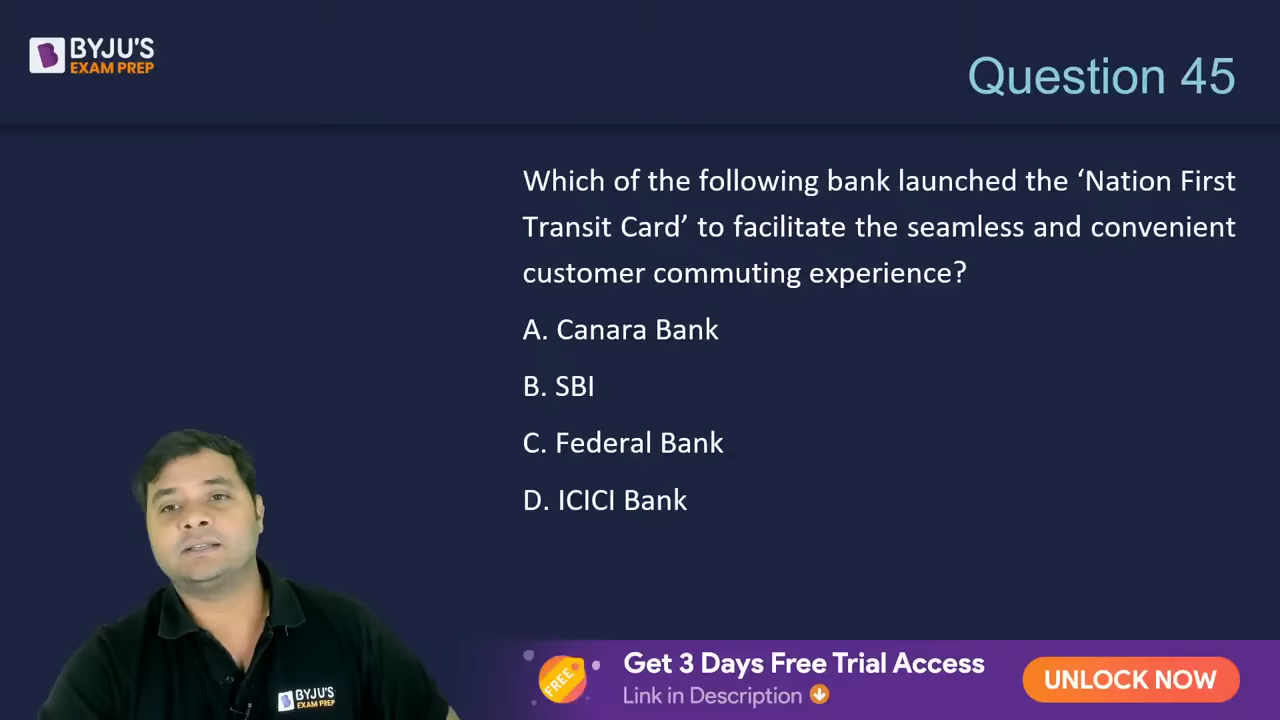 BYJU'S
EXAM PREP
Question 45
Which of the following bank launched the ‘Nation First
Transit Card’ to facilitate the seamless and convenient
customer commuting experience?
A. Canara Bank
B. SBI
C. Federal Bank
D. ICICI Bank
BYJU'S
EXAM PREP
FREE
Get 3 Days Free Trial Access
Link in Description
UNLOCK NOW